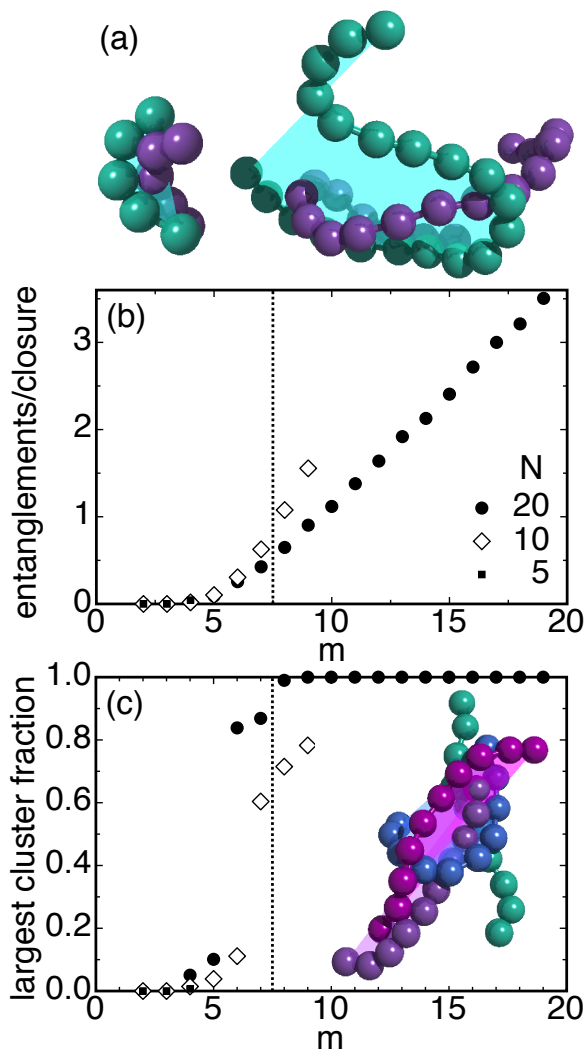 (a)
(b)
entanglements/closure
3
2
1
0
N
20
10
5
0 5 10 15 20
m
(c)
largest cluster fraction
1.0
0.8
0.6
0.4
0.2
0.0
0 5 10 15 20
m